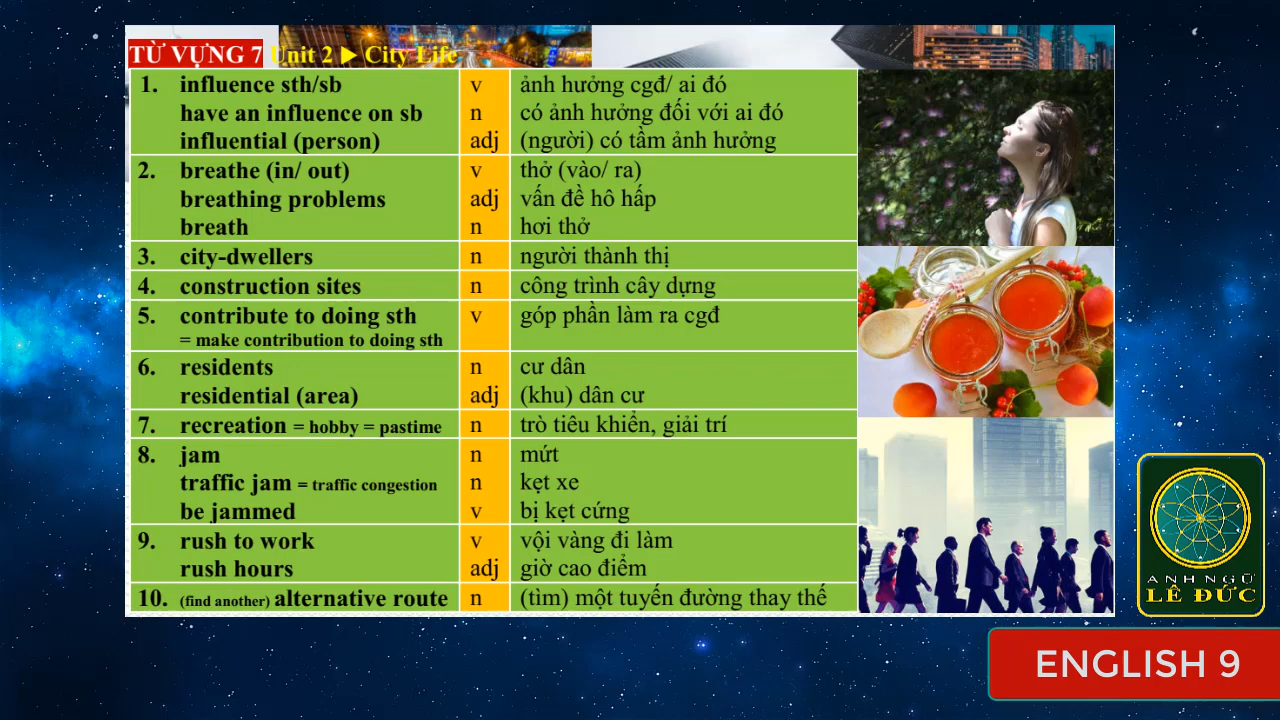 TỪ VỰNG 7 Unit 2 ▶ City Life
1. influence sth/sb v ảnh hưởng cgđ/ ai đó
have an influence on sb n có ảnh hưởng đối với ai đó
influential (person) adj (người) có tầm ảnh hưởng
2. breathe (in/ out) v thở (vào/ ra)
breathing problems adj vấn đề hô hấp
breath n hơi thở
3. city-dwellers n người thành thị
4. construction sites n công trình cây dựng
5. contribute to doing sth v góp phần làm ra cgđ
= make contribution to doing sth
6. residents n cư dân
residential (area) adj (khu) dân cư
7. recreation = hobby = pastime n trò tiêu khiển, giải trí
8. jam n mứt
traffic jam = traffic congestion n kẹt xe
be jammed v bị kẹt cứng
9. rush to work v vội vàng đi làm
rush hours adj giờ cao điểm
10. (find another) alternative route n (tìm) một tuyến đường thay thế
ANH NGỮ
LÊ ĐỨC
ENGLISH 9